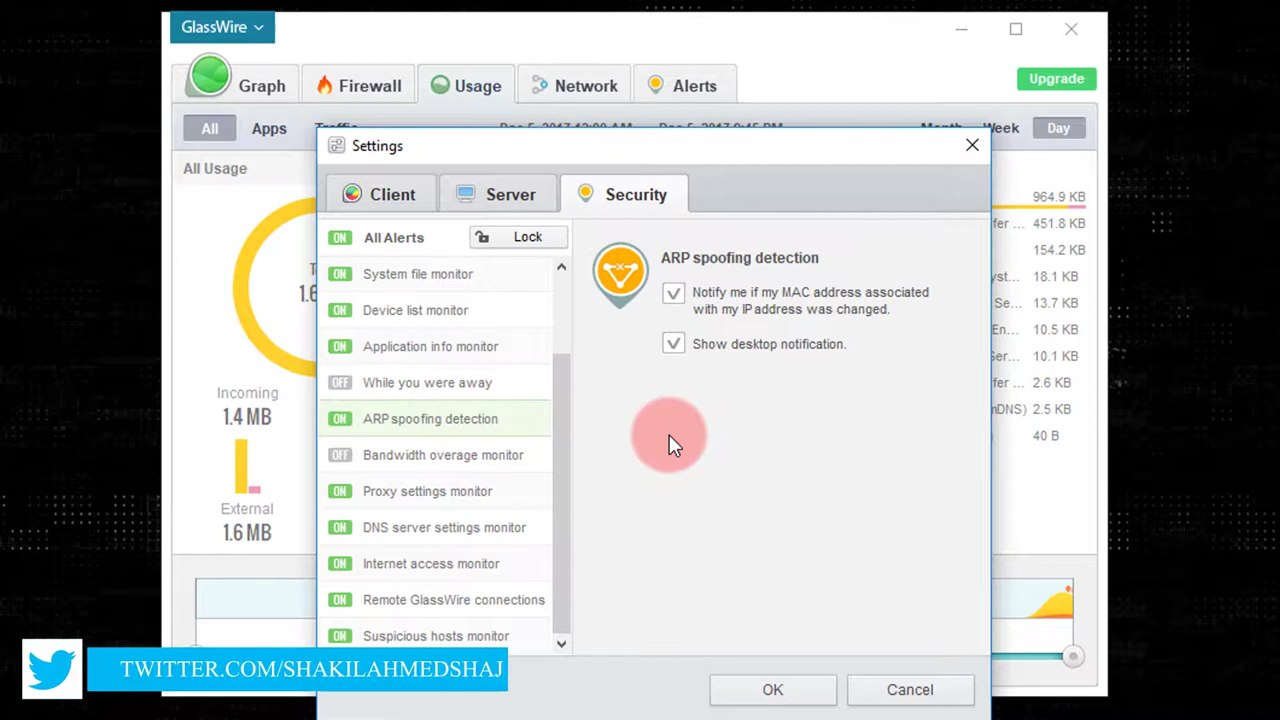 GlassWire
Graph
Firewall
Usage
Network
Alerts
Upgrade
All
Apps
Week
Day
All Usage
Settings
Client
Server
Security
ON All Alerts
Lock
ON System file monitor
ON Device list monitor
ON Application info monitor
OFF While you were away
ON ARP spoofing detection
OFF Bandwidth overage monitor
ON Proxy settings monitor
ON DNS server settings monitor
ON Internet access monitor
ON Remote GlassWire connections
ON Suspicious hosts monitor
ARP spoofing detection
Notify me if my MAC address associated
with my IP address was changed.
Show desktop notification.
OK
Cancel
Incoming
1.4 MB
External
1.6 MB
964.9 KB
fer ... 451.8 KB
154.2 KB
yst... 18.1 KB
Se... 13.7 KB
En... 10.5 KB
10.1 KB
fer ... 2.6 KB
nDNS) 2.5 KB
40 B
TWITTER.COM/SHAKILAHMEDSHAJ